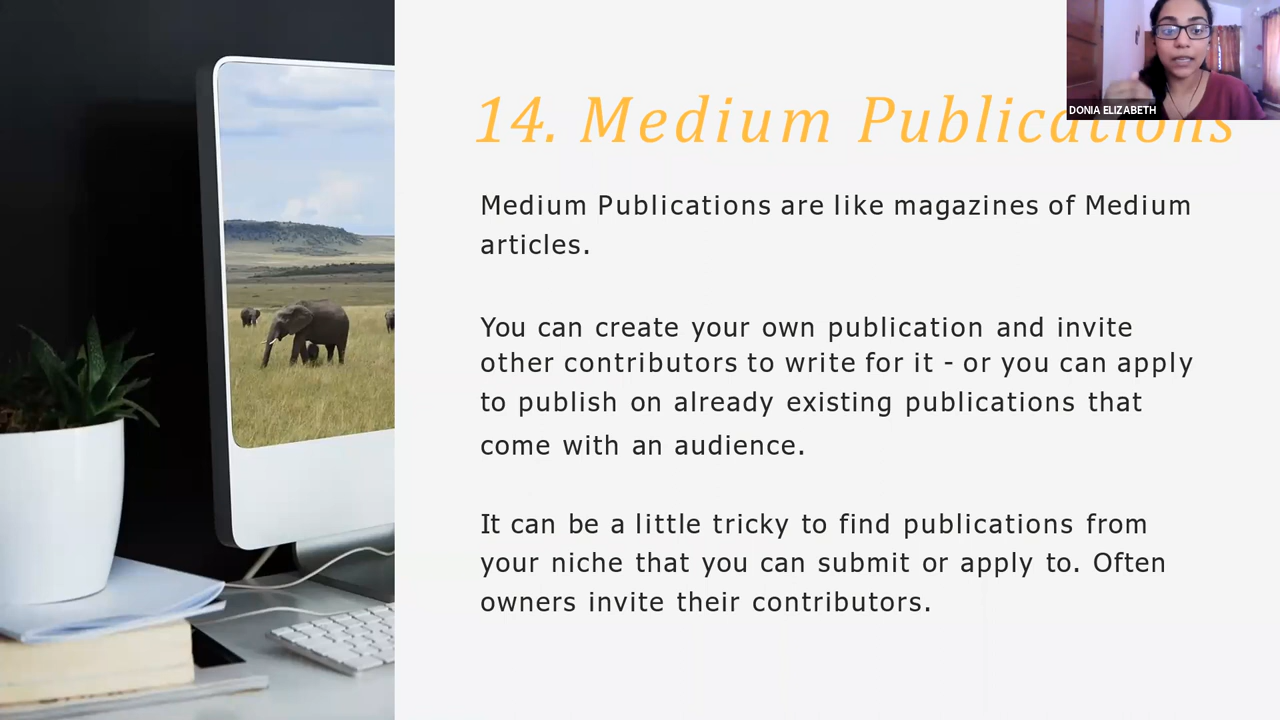 DONIA ELIZABETH
14. Medium Publications
Medium Publications are like magazines of Medium
articles.
You can create your own publication and invite
other contributors to write for it - or you can apply
to publish on already existing publications that
come with an audience.
It can be a little tricky to find publications from
your niche that you can submit or apply to. Often
owners invite their contributors.